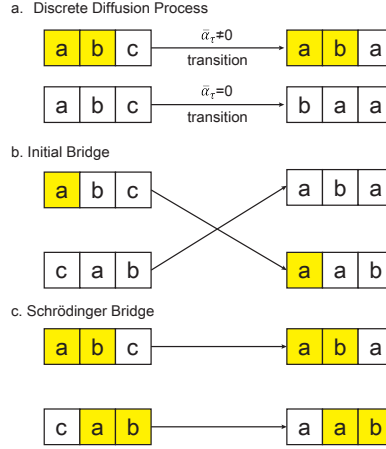 a. Discrete Diffusion Process
a b c
ᾱτ≠0
transition
a b a
a b c
ᾱτ=0
transition
b a a
b. Initial Bridge
a b c
a b a
c a b
a a b
c. Schrödinger Bridge
a b c
a b a
c a b
a a b